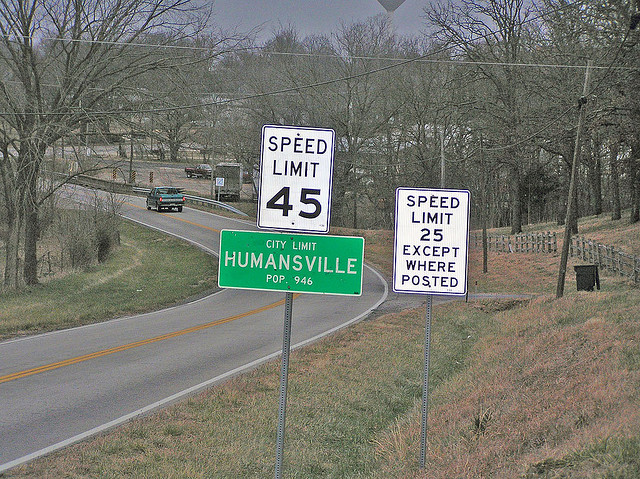 SPEED
LIMIT
45
CITY LIMIT
HUMANSVILLE
POP. 946
SPEED
LIMIT
25
EXCEPT
WHERE
POSTED